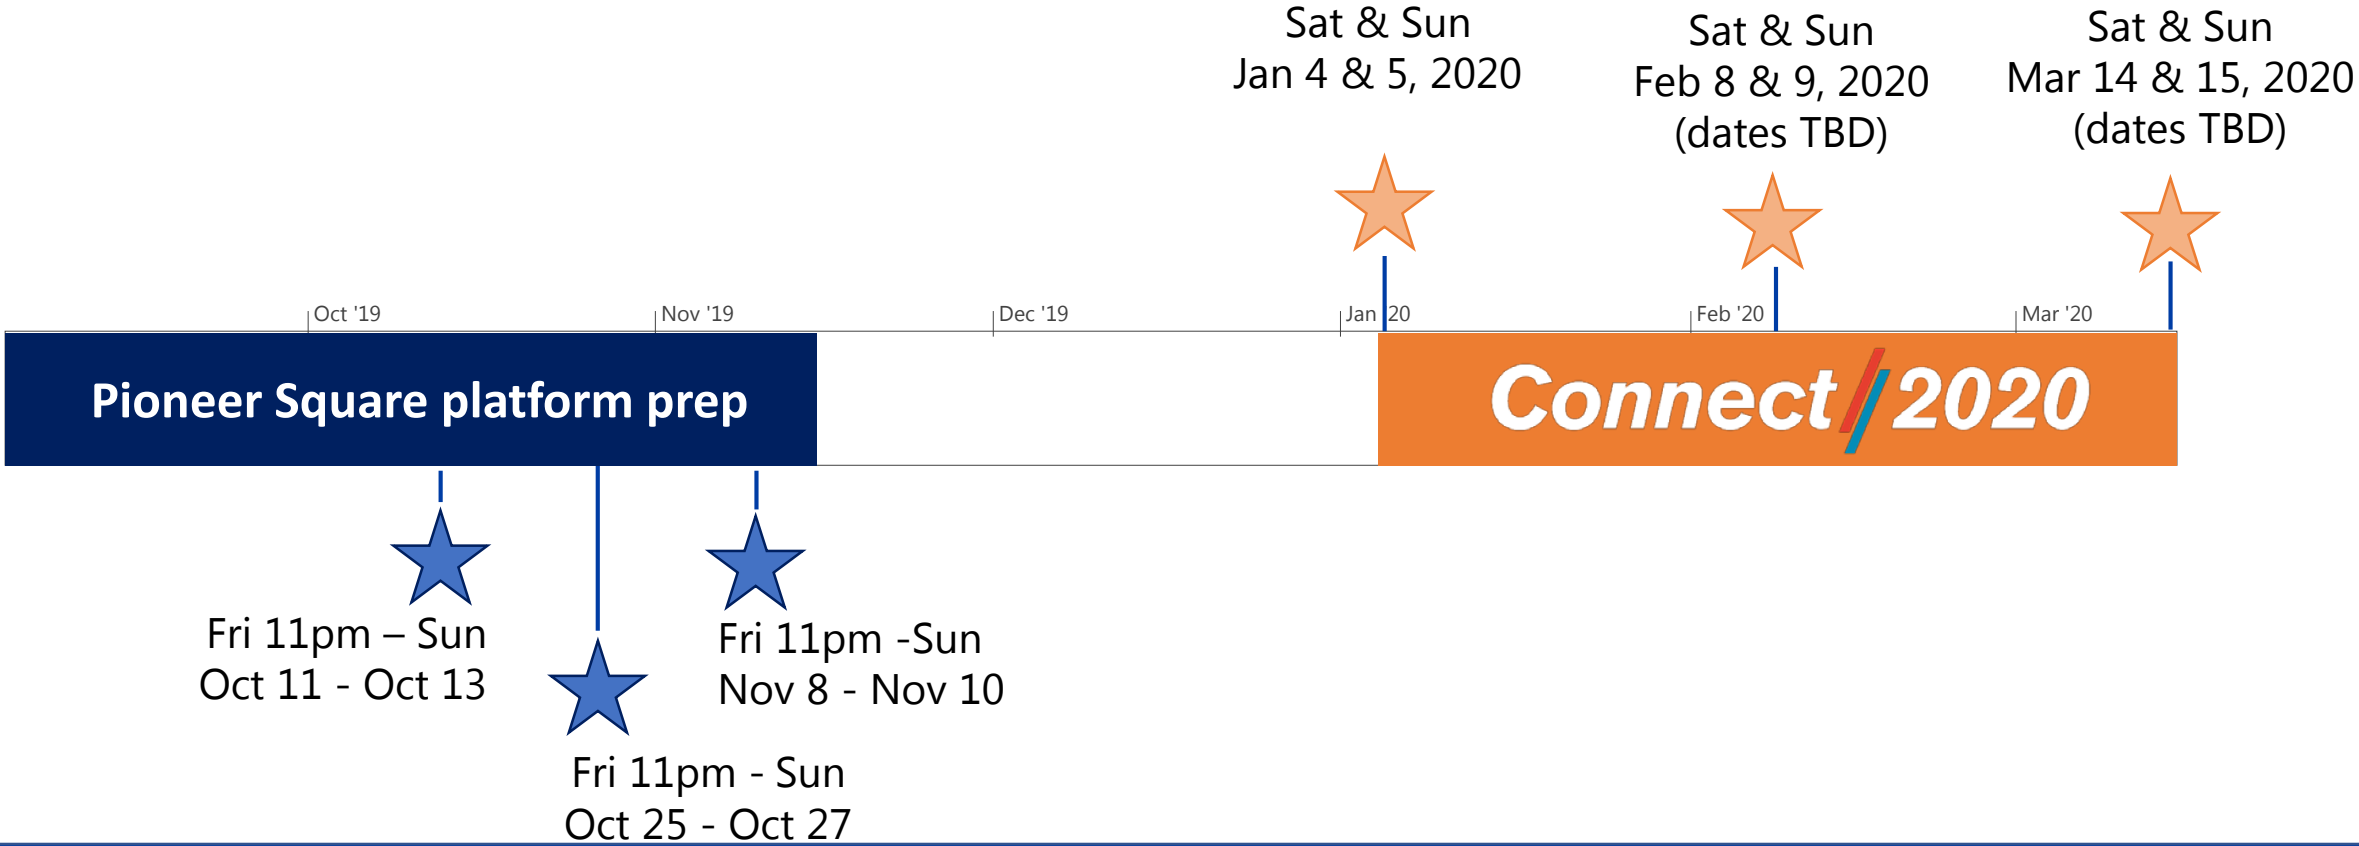 Sat & Sun
Jan 4 & 5, 2020
Sat & Sun
Feb 8 & 9, 2020
(dates TBD)
Sat & Sun
Mar 14 & 15, 2020
(dates TBD)
Oct '19
Nov '19
Dec '19
Jan 20
Feb '20
Mar '20
Pioneer Square platform prep
Connect//2020
Fri 11pm – Sun
Oct 11 - Oct 13
Fri 11pm - Sun
Oct 25 - Oct 27
Fri 11pm -Sun
Nov 8 - Nov 10